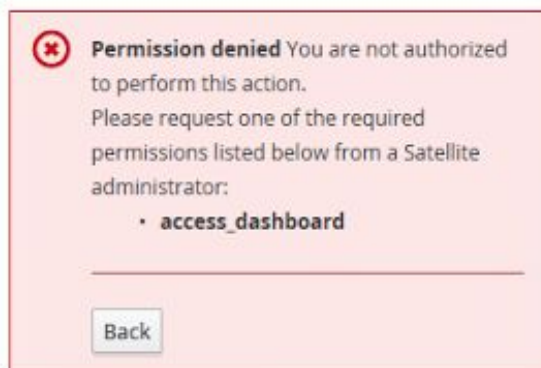 Permission denied You are not authorized
to perform this action.
Please request one of the required
permissions listed below from a Satellite
administrator:
• access_dashboard
Back